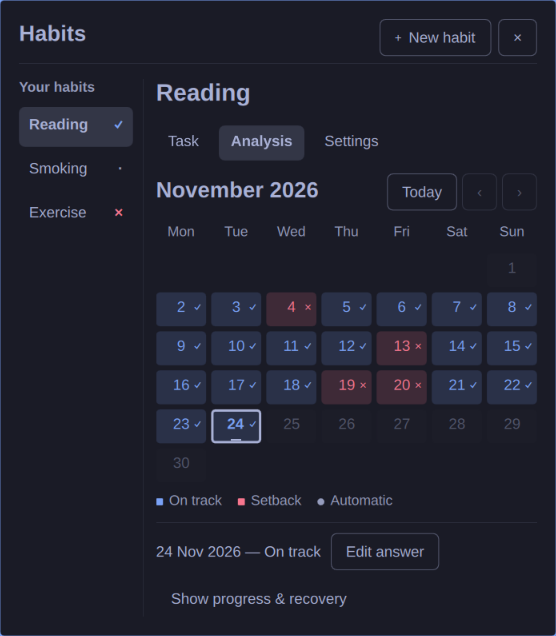 Habits
+ New habit
×
Your habits
Reading ✓
Smoking ·
Exercise ×
Reading
Task Analysis Settings
November 2026
Today ‹ ›
Mon Tue Wed Thu Fri Sat Sun
1
2 ✓ 3 ✓ 4 × 5 ✓ 6 ✓ 7 ✓ 8 ✓
9 ✓ 10 ✓ 11 ✓ 12 ✓ 13 × 14 ✓ 15 ✓
16 ✓ 17 ✓ 18 ✓ 19 × 20 × 21 ✓ 22 ✓
23 ✓ 24 ✓ 25 26 27 28 29
30
On track Setback Automatic
24 Nov 2026 — On track Edit answer
Show progress & recovery